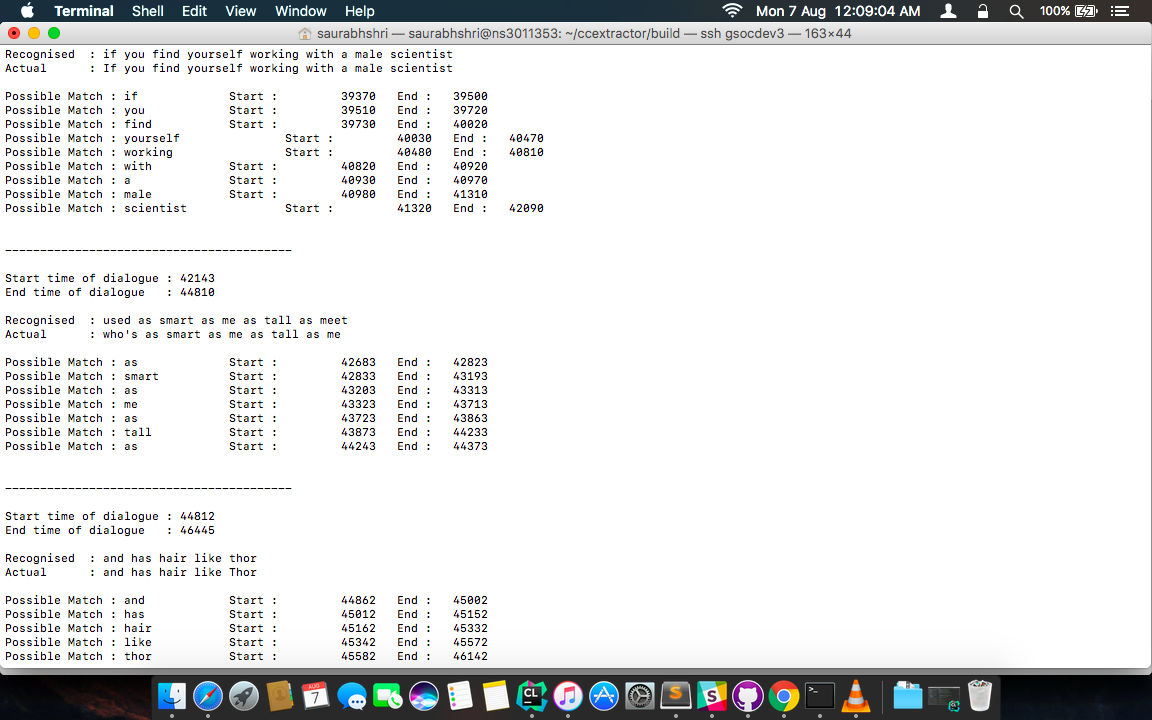 Terminal Shell Edit View Window Help 100% Mon 7 Aug 12:09:04 AM
saurabhshri — saurabhshri@ns3011353: ~/ccextractor/build — ssh gsocdev3 — 163×44
Recognised : if you find yourself working with a male scientist
Actual : If you find yourself working with a male scientist
Possible Match : if Start : 39370 End : 39500
Possible Match : you Start : 39510 End : 39720
Possible Match : find Start : 39730 End : 40020
Possible Match : yourself Start : 40030 End : 40470
Possible Match : working Start : 40480 End : 40810
Possible Match : with Start : 40820 End : 40920
Possible Match : a Start : 40930 End : 40970
Possible Match : male Start : 40980 End : 41310
Possible Match : scientist Start : 41320 End : 42090
-----------------------------------------
Start time of dialogue : 42143
End time of dialogue : 44810
Recognised : used as smart as me as tall as meet
Actual : who's as smart as me as tall as me
Possible Match : as Start : 42683 End : 42823
Possible Match : smart Start : 42833 End : 43193
Possible Match : as Start : 43203 End : 43313
Possible Match : me Start : 43323 End : 43713
Possible Match : as Start : 43723 End : 43863
Possible Match : tall Start : 43873 End : 44233
Possible Match : as Start : 44243 End : 44373
-----------------------------------------
Start time of dialogue : 44812
End time of dialogue : 46445
Recognised : and has hair like thor
Actual : and has hair like Thor
Possible Match : and Start : 44862 End : 45002
Possible Match : has Start : 45012 End : 45152
Possible Match : hair Start : 45162 End : 45332
Possible Match : like Start : 45342 End : 45572
Possible Match : thor Start : 45582 End : 46142
AUG
7
CL
S
S
>_